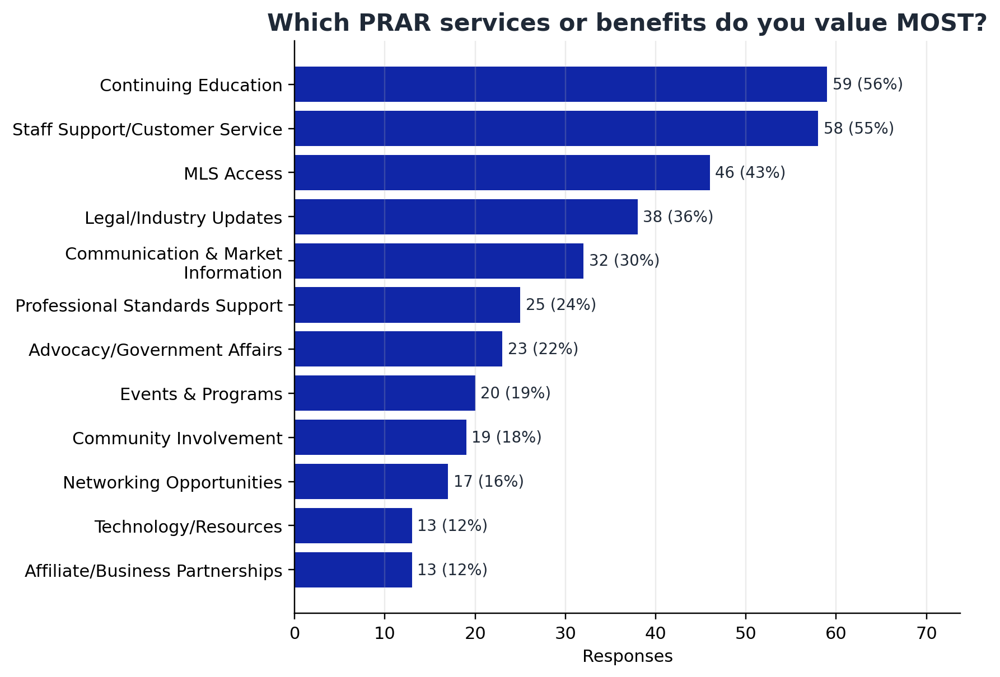 Which PRAR services or benefits do you value MOST?
Continuing Education
59 (56%)
Staff Support/Customer Service
58 (55%)
MLS Access
46 (43%)
Legal/Industry Updates
38 (36%)
Communication & Market
Information
32 (30%)
Professional Standards Support
25 (24%)
Advocacy/Government Affairs
23 (22%)
Events & Programs
20 (19%)
Community Involvement
19 (18%)
Networking Opportunities
17 (16%)
Technology/Resources
13 (12%)
Affiliate/Business Partnerships
13 (12%)
0 10 20 30 40 50 60 70
Responses